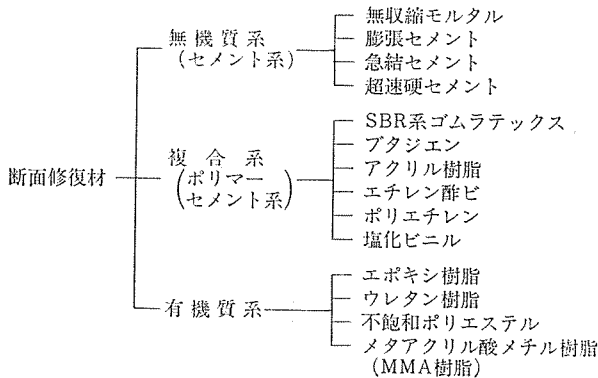 断面修復材
無機質系
(セメント系)
無収縮モルタル
膨張セメント
急結セメント
超速硬セメント
複合系
(ポリマー
セメント系)
SBR系ゴムラテックス
ブタジエン
アクリル樹脂
エチレン酢ビ
ポリエチレン
塩化ビニル
有機質系
エポキシ樹脂
ウレタン樹脂
不飽和ポリエステル
メタアクリル酸メチル樹脂
(MMA樹脂)